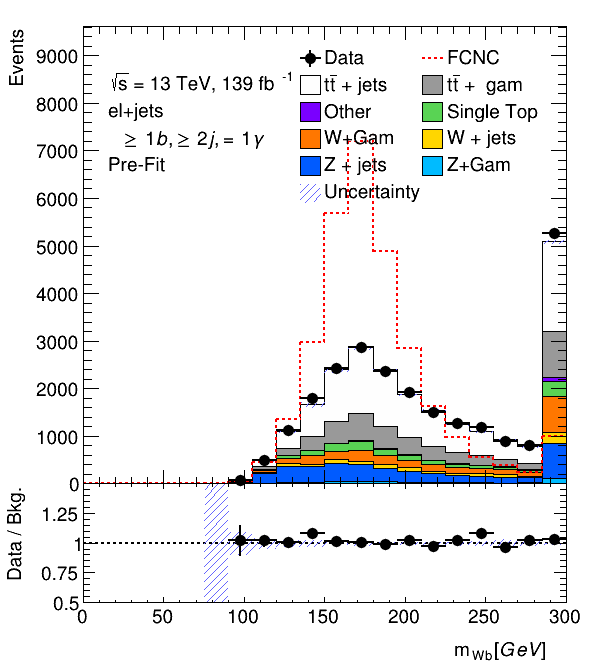 Events
9000
8000
7000
6000
5000
4000
3000
2000
1000
0
√s = 13 TeV, 139 fb⁻¹
el+jets
≥ 1b, ≥ 2j, = 1γ
Pre-Fit
Data
FCNC
tt̄ + jets
tt̄ + gam
Other
Single Top
W+Gam
W + jets
Z + jets
Z+Gam
Uncertainty
Data / Bkg.
1.25
1
0.75
0.5
0 50 100 150 200 250 300
m_Wb[GeV]